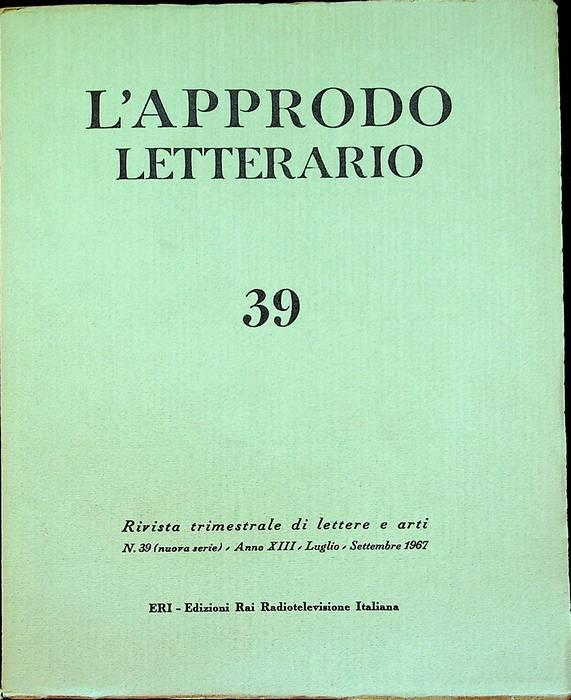 L'APPRODO
LETTERARIO
39
Rivista trimestrale di lettere e arti
N. 39 (nuova serie) - Anno XIII - Luglio - Settembre 1967
ERI - Edizioni Rai Radiotelevisione Italiana